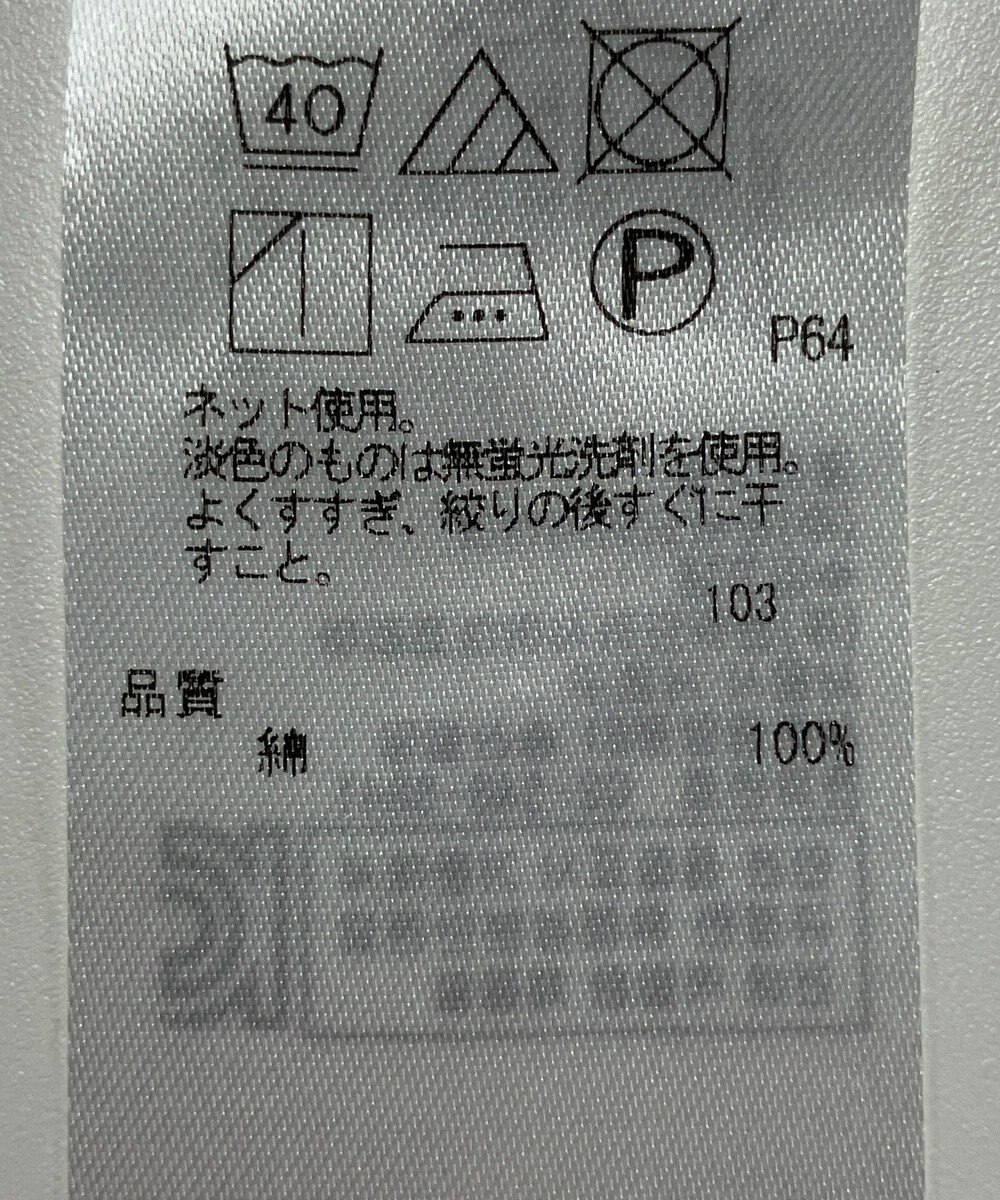 40
P
P64
ネット使用。
淡色のものは無蛍光洗剤を使用。
よくすすぎ、絞りの後すぐに干
すこと。
103
品質
綿 100%